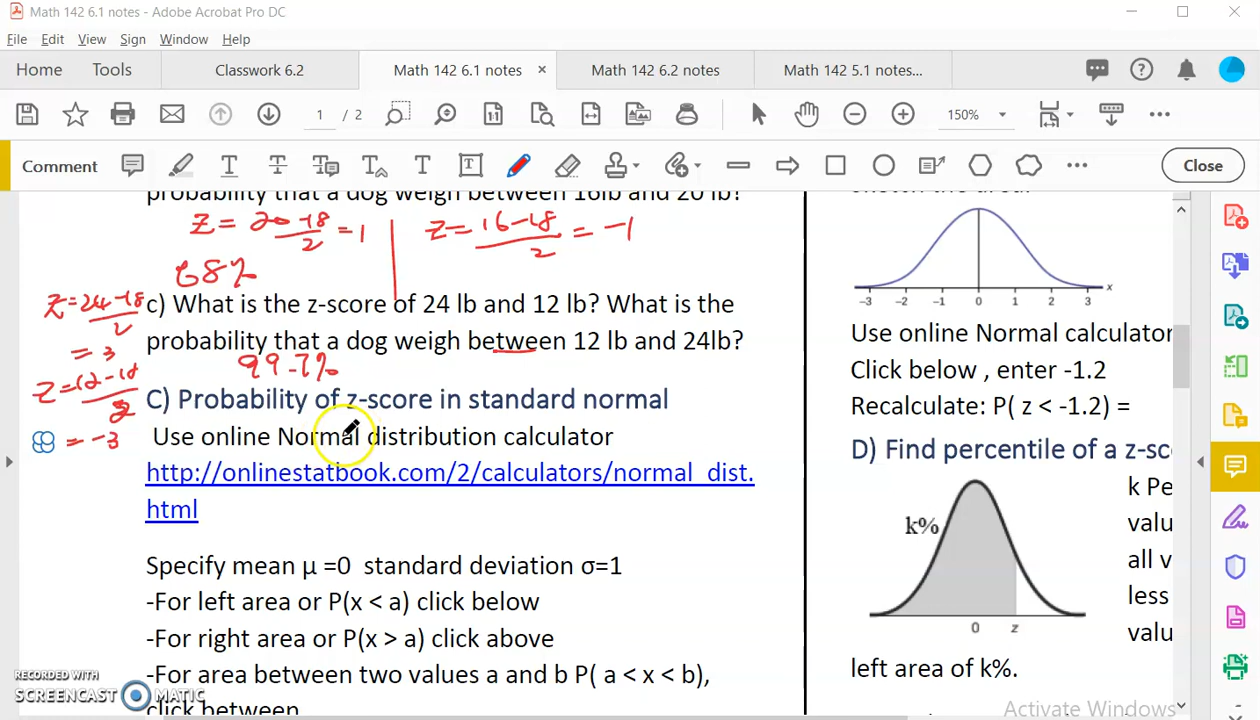 Math 142 6.1 notes - Adobe Acrobat Pro DC
File Edit View Sign Window Help
Home Tools Classwork 6.2 Math 142 6.1 notes × Math 142 6.2 notes Math 142 5.1 notes...
1 / 2 150%
Comment Close
probability that a dog weigh between 16lb and 20 lb?
z = 20-18
2
= 1
z = 16-18
2
= -1
68%
z = 24-18
2
= 3
c) What is the z-score of 24 lb and 12 lb? What is the
probability that a dog weigh between 12 lb and 24lb?
99.7%
z = 12-18
2
= -3
C) Probability of z-score in standard normal
Use online Normal distribution calculator
http://onlinestatbook.com/2/calculators/normal_dist.
html
Specify mean µ =0 standard deviation σ=1
-For left area or P(x < a) click below
-For right area or P(x > a) click above
-For area between two values a and b P( a < x < b),
click between
sketch the area.
-3 -2 -1 0 1 2 3 x
Use online Normal calculator
Click below , enter -1.2
Recalculate: P( z < -1.2) =
D) Find percentile of a z-sc
k%
0 z
k Pe
valu
all v
less
valu
left area of k%.
RECORDED WITH
SCREENCAST MATIC
Activate Windows